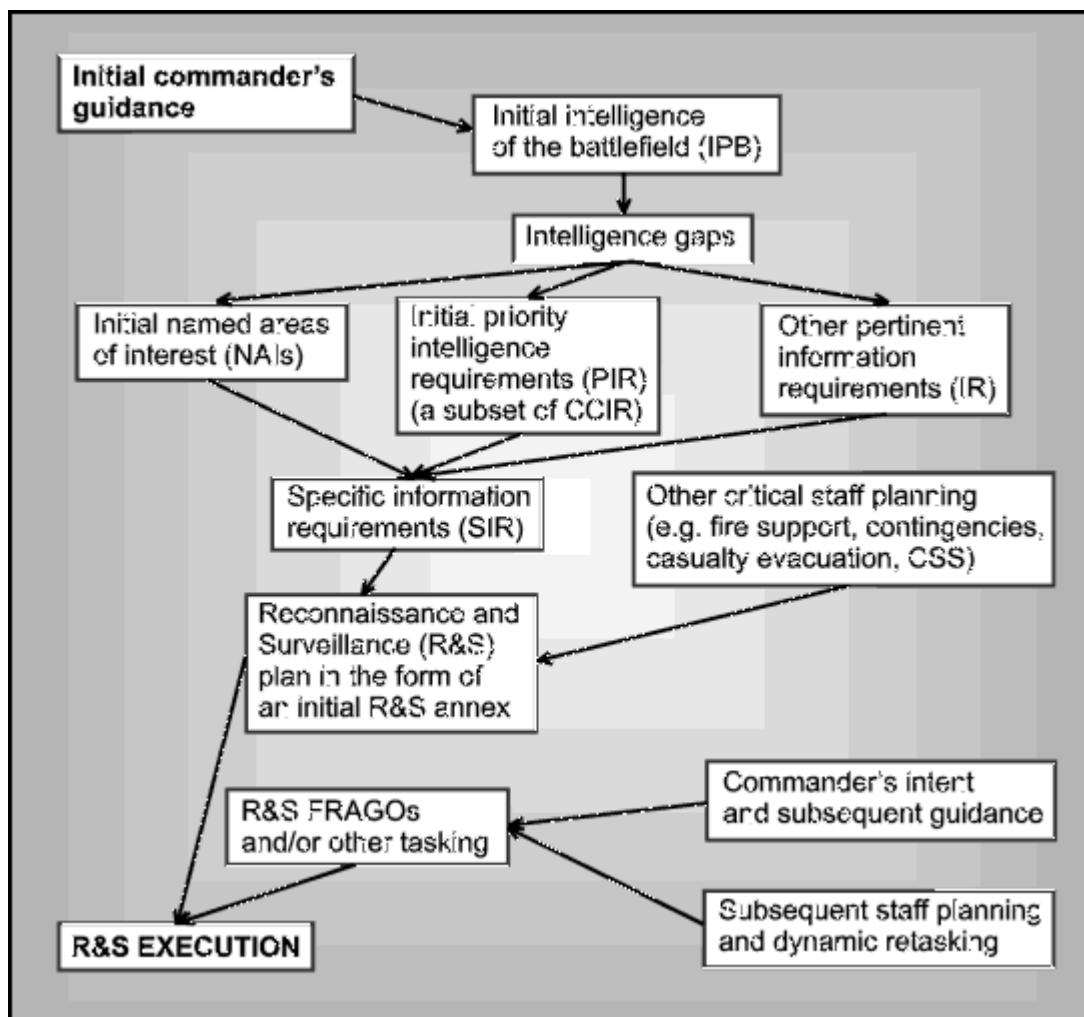 Initial commander's
guidance
Initial intelligence
of the battlefield (IPB)
Intelligence gaps
Initial named areas
of interest (NAIs)
Initial priority
intelligence
requirements (PIR)
(a subset of CCIR)
Other pertinent
information
requirements (IR)
Specific information
requirements (SIR)
Other critical staff planning
(e.g. fire support, contingencies,
casualty evacuation, CSS)
Reconnaissance and
Surveillance (R&S)
plan in the form of
an initial R&S annex
R&S FRAGOs
and/or other tasking
Commander's intent
and subsequent guidance
Subsequent staff planning
and dynamic retasking
R&S EXECUTION